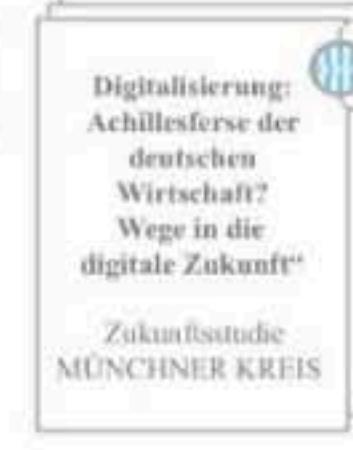 Digitalisierung:
Achillesferse der
deutschen
Wirtschaft?
Wege in die
digitale Zukunft“
Zukunftsstudie
MÜNCHNER KREIS